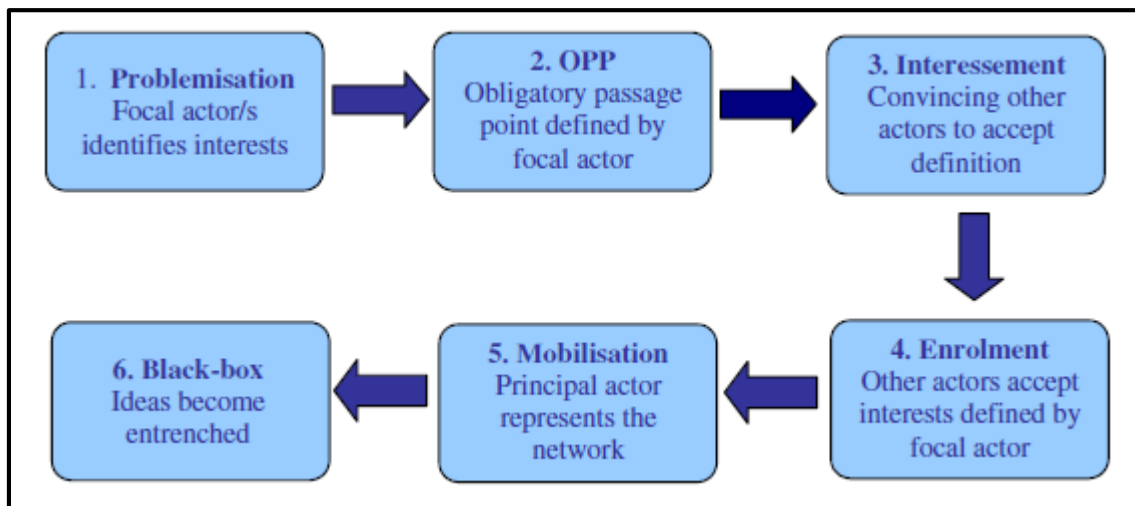 1. Problemisation
Focal actor/s
identifies interests
2. OPP
Obligatory passage
point defined by
focal actor
3. Interessement
Convincing other
actors to accept
definition
4. Enrolment
Other actors accept
interests defined by
focal actor
5. Mobilisation
Principal actor
represents the
network
6. Black-box
Ideas become
entrenched